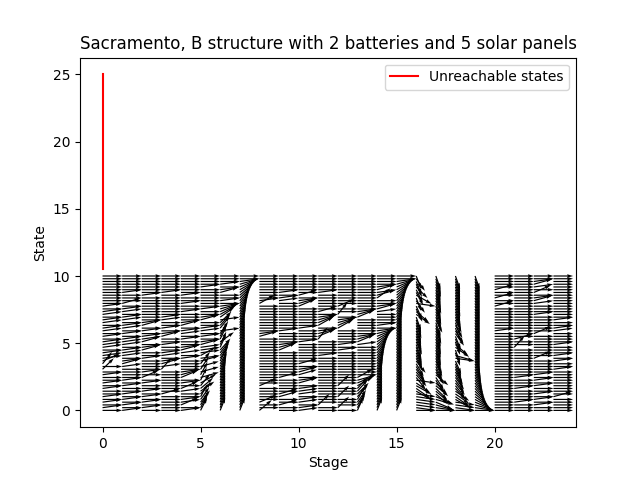 Sacramento, B structure with 2 batteries and 5 solar panels
Unreachable states
25
20
15
10
5
0
State
0 5 10 15 20
Stage